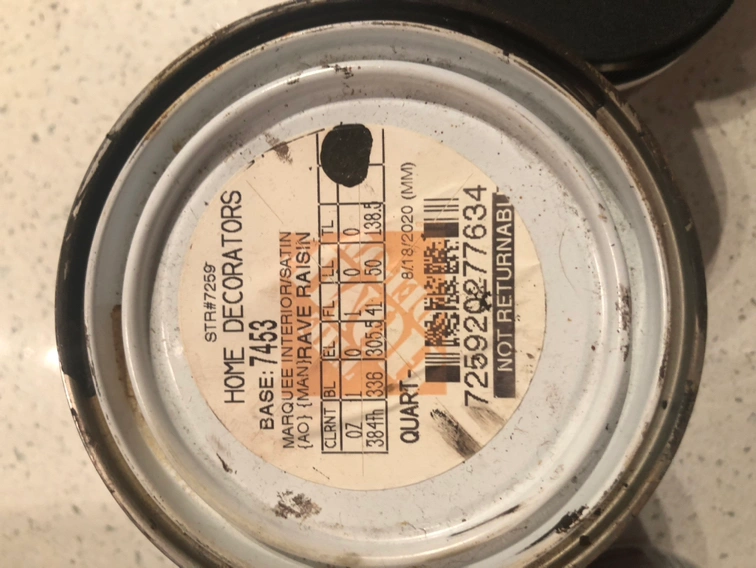 STR#7259
HOME DECORATORS
BASE: 7453
MARQUEE INTERIOR/SATIN
{AO} {MAN}RAVE RAISIN
CLRNT BL EL FL LL TL
OZ 1 0 1 0 0
384th 336 305.5 41 50 138.5
QUART- 8/18/2020 (MM)
725920277634
NOT RETURNABL